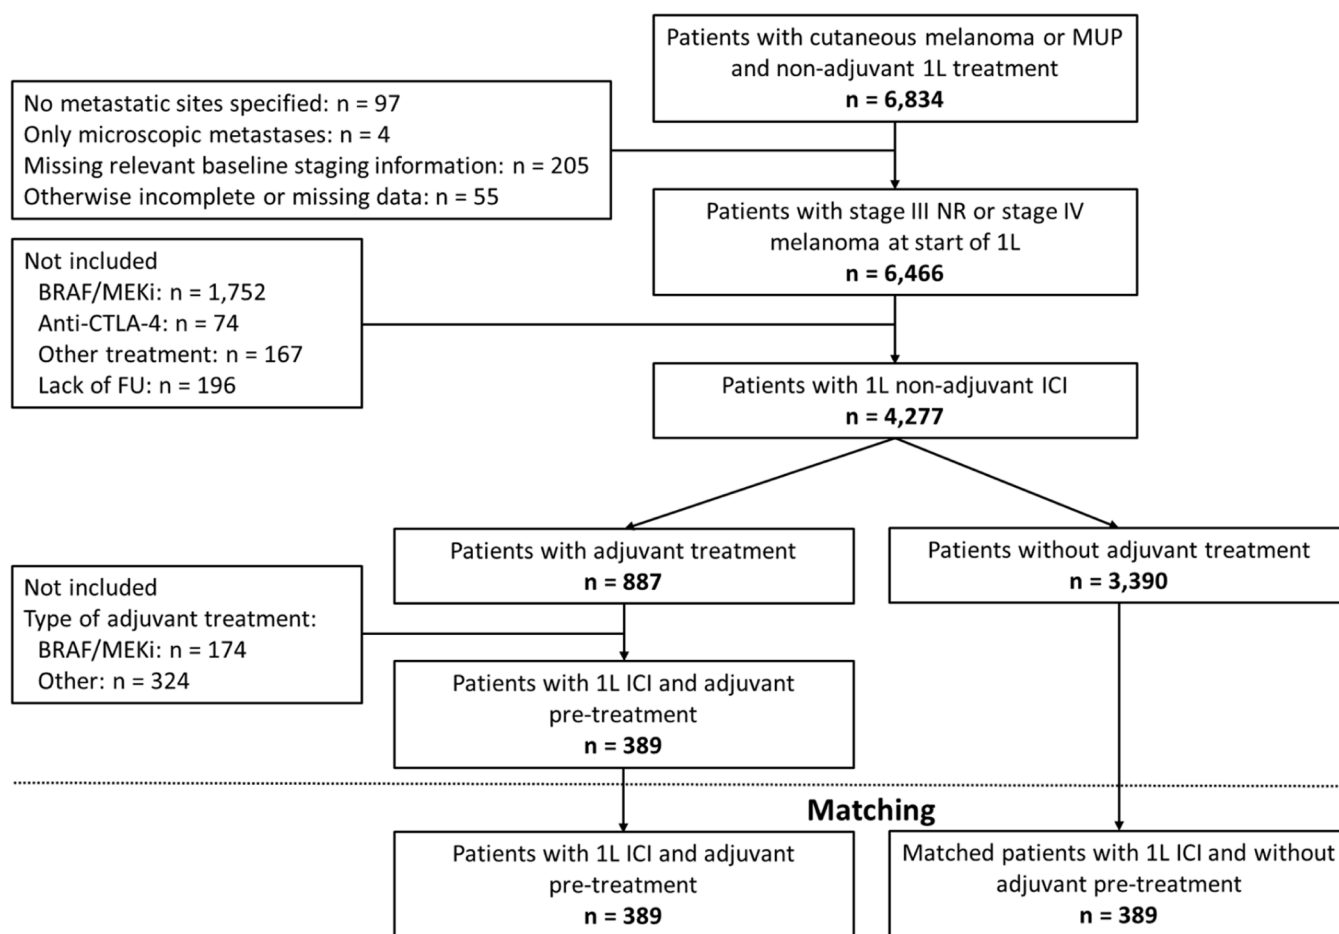 Patients with cutaneous melanoma or MUP
and non-adjuvant 1L treatment
n = 6,834
No metastatic sites specified: n = 97
Only microscopic metastases: n = 4
Missing relevant baseline staging information: n = 205
Otherwise incomplete or missing data: n = 55
Patients with stage III NR or stage IV
melanoma at start of 1L
n = 6,466
Not included
BRAF/MEKi: n = 1,752
Anti-CTLA-4: n = 74
Other treatment: n = 167
Lack of FU: n = 196
Patients with 1L non-adjuvant ICI
n = 4,277
Patients with adjuvant treatment
n = 887
Patients without adjuvant treatment
n = 3,390
Not included
Type of adjuvant treatment:
BRAF/MEKi: n = 174
Other: n = 324
Patients with 1L ICI and adjuvant
pre-treatment
n = 389
Matching
Patients with 1L ICI and adjuvant
pre-treatment
n = 389
Matched patients with 1L ICI and without
adjuvant pre-treatment
n = 389